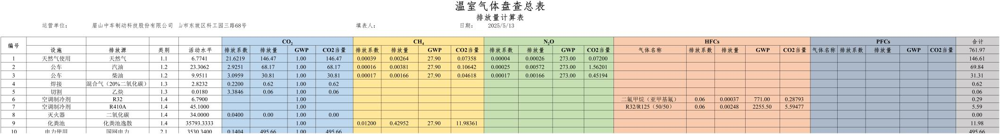 温室气体盘查总表
排放量计算表
运营单位： 眉山中车制动科技股份有限公司 山市东坡区科工园三路68号 填表人： 日期： 2025/5/13
编号 CO2 CH4 N2O HFCs PFCs 合计
设施 排放源 类别 活动水平 排放系数 排放量 GWP CO2当量 排放系数 排放量 GWP CO2当量 排放系数 排放量 GWP CO2当量 气体名称 排放系数 排放量 GWP CO2当量 气体名称 排放系数 排放量 GWP CO2当量 761.97
1 天然气使用 天然气 1.1 6.7741 21.6219 146.47 1.00 146.47 0.00039 0.00264 27.90 0.07358 0.00004 0.00026 273.00 0.07200 146.61
2 公车 汽油 1.2 23.3062 2.9251 68.17 1.00 68.17 0.00016 0.00381 27.90 0.10642 0.00025 0.00572 273.00 1.56201 69.84
3 公车 柴油 1.2 9.9511 3.0959 30.81 1.00 30.81 0.00017 0.00166 27.90 0.04618 0.00017 0.00166 273.00 0.45194 31.31
4 焊接 混合气（20%二氧化碳） 1.3 2.8232 0.2200 0.62 1.00 0.62 0.62
5 切割 乙炔 1.3 0.0180 3.3846 0.06 1.00 0.06 0.06
6 空调制冷剂 R32 1.4 6.7900 1.00 二氟甲烷（亚甲基氟） 0.06 0.00037 771.00 0.28793 0.29
7 空调制冷剂 R410A 1.4 45.1000 1.00 R32/R125（50/50） 0.06 0.00248 2255.50 5.59477 5.59
8 灭火器 二氧化碳 1.4 34.0000 0.0400 0.00 1.00 0.00 0.00
9 化粪池 化粪池逸散 1.4 35793.3333 1.00 0.01200 0.42952 27.90 11.98361 11.98
10 电力使用 国网电力 2.1 3530.3400 0.1404 495.66 1.00 495.66 495.66